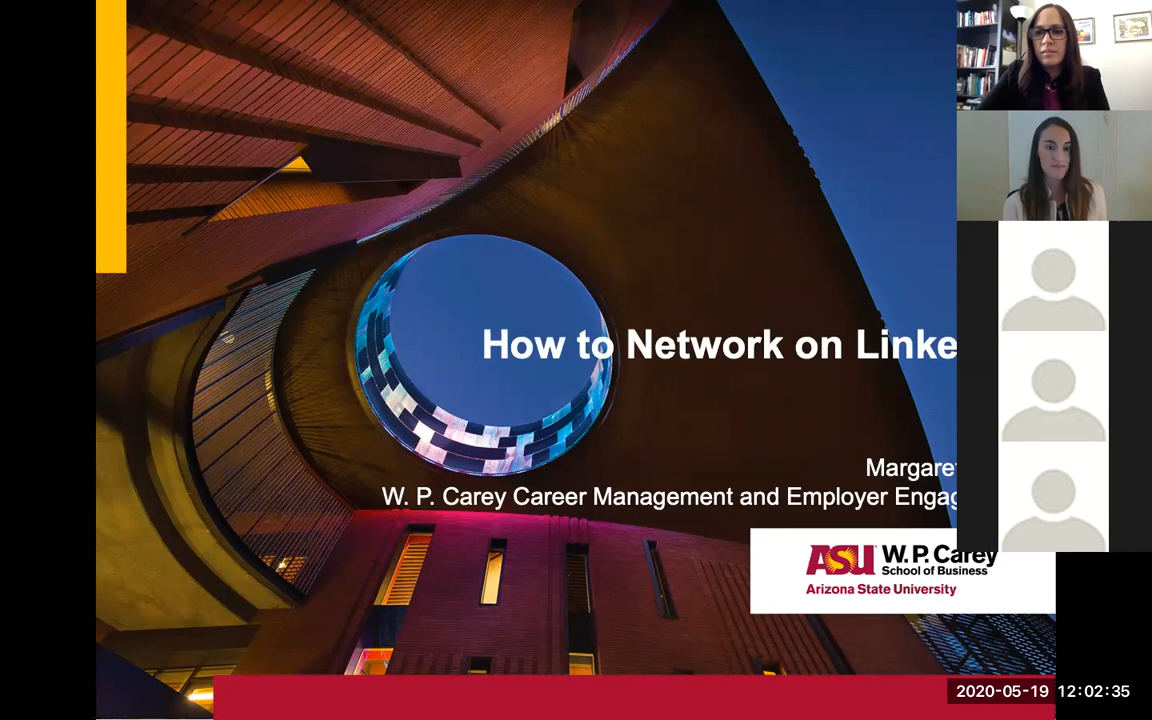 How to Network on Linke
Margaret
W. P. Carey Career Management and Employer Engag
ASU W. P. Carey
School of Business
Arizona State University
2020-05-19 12:02:35